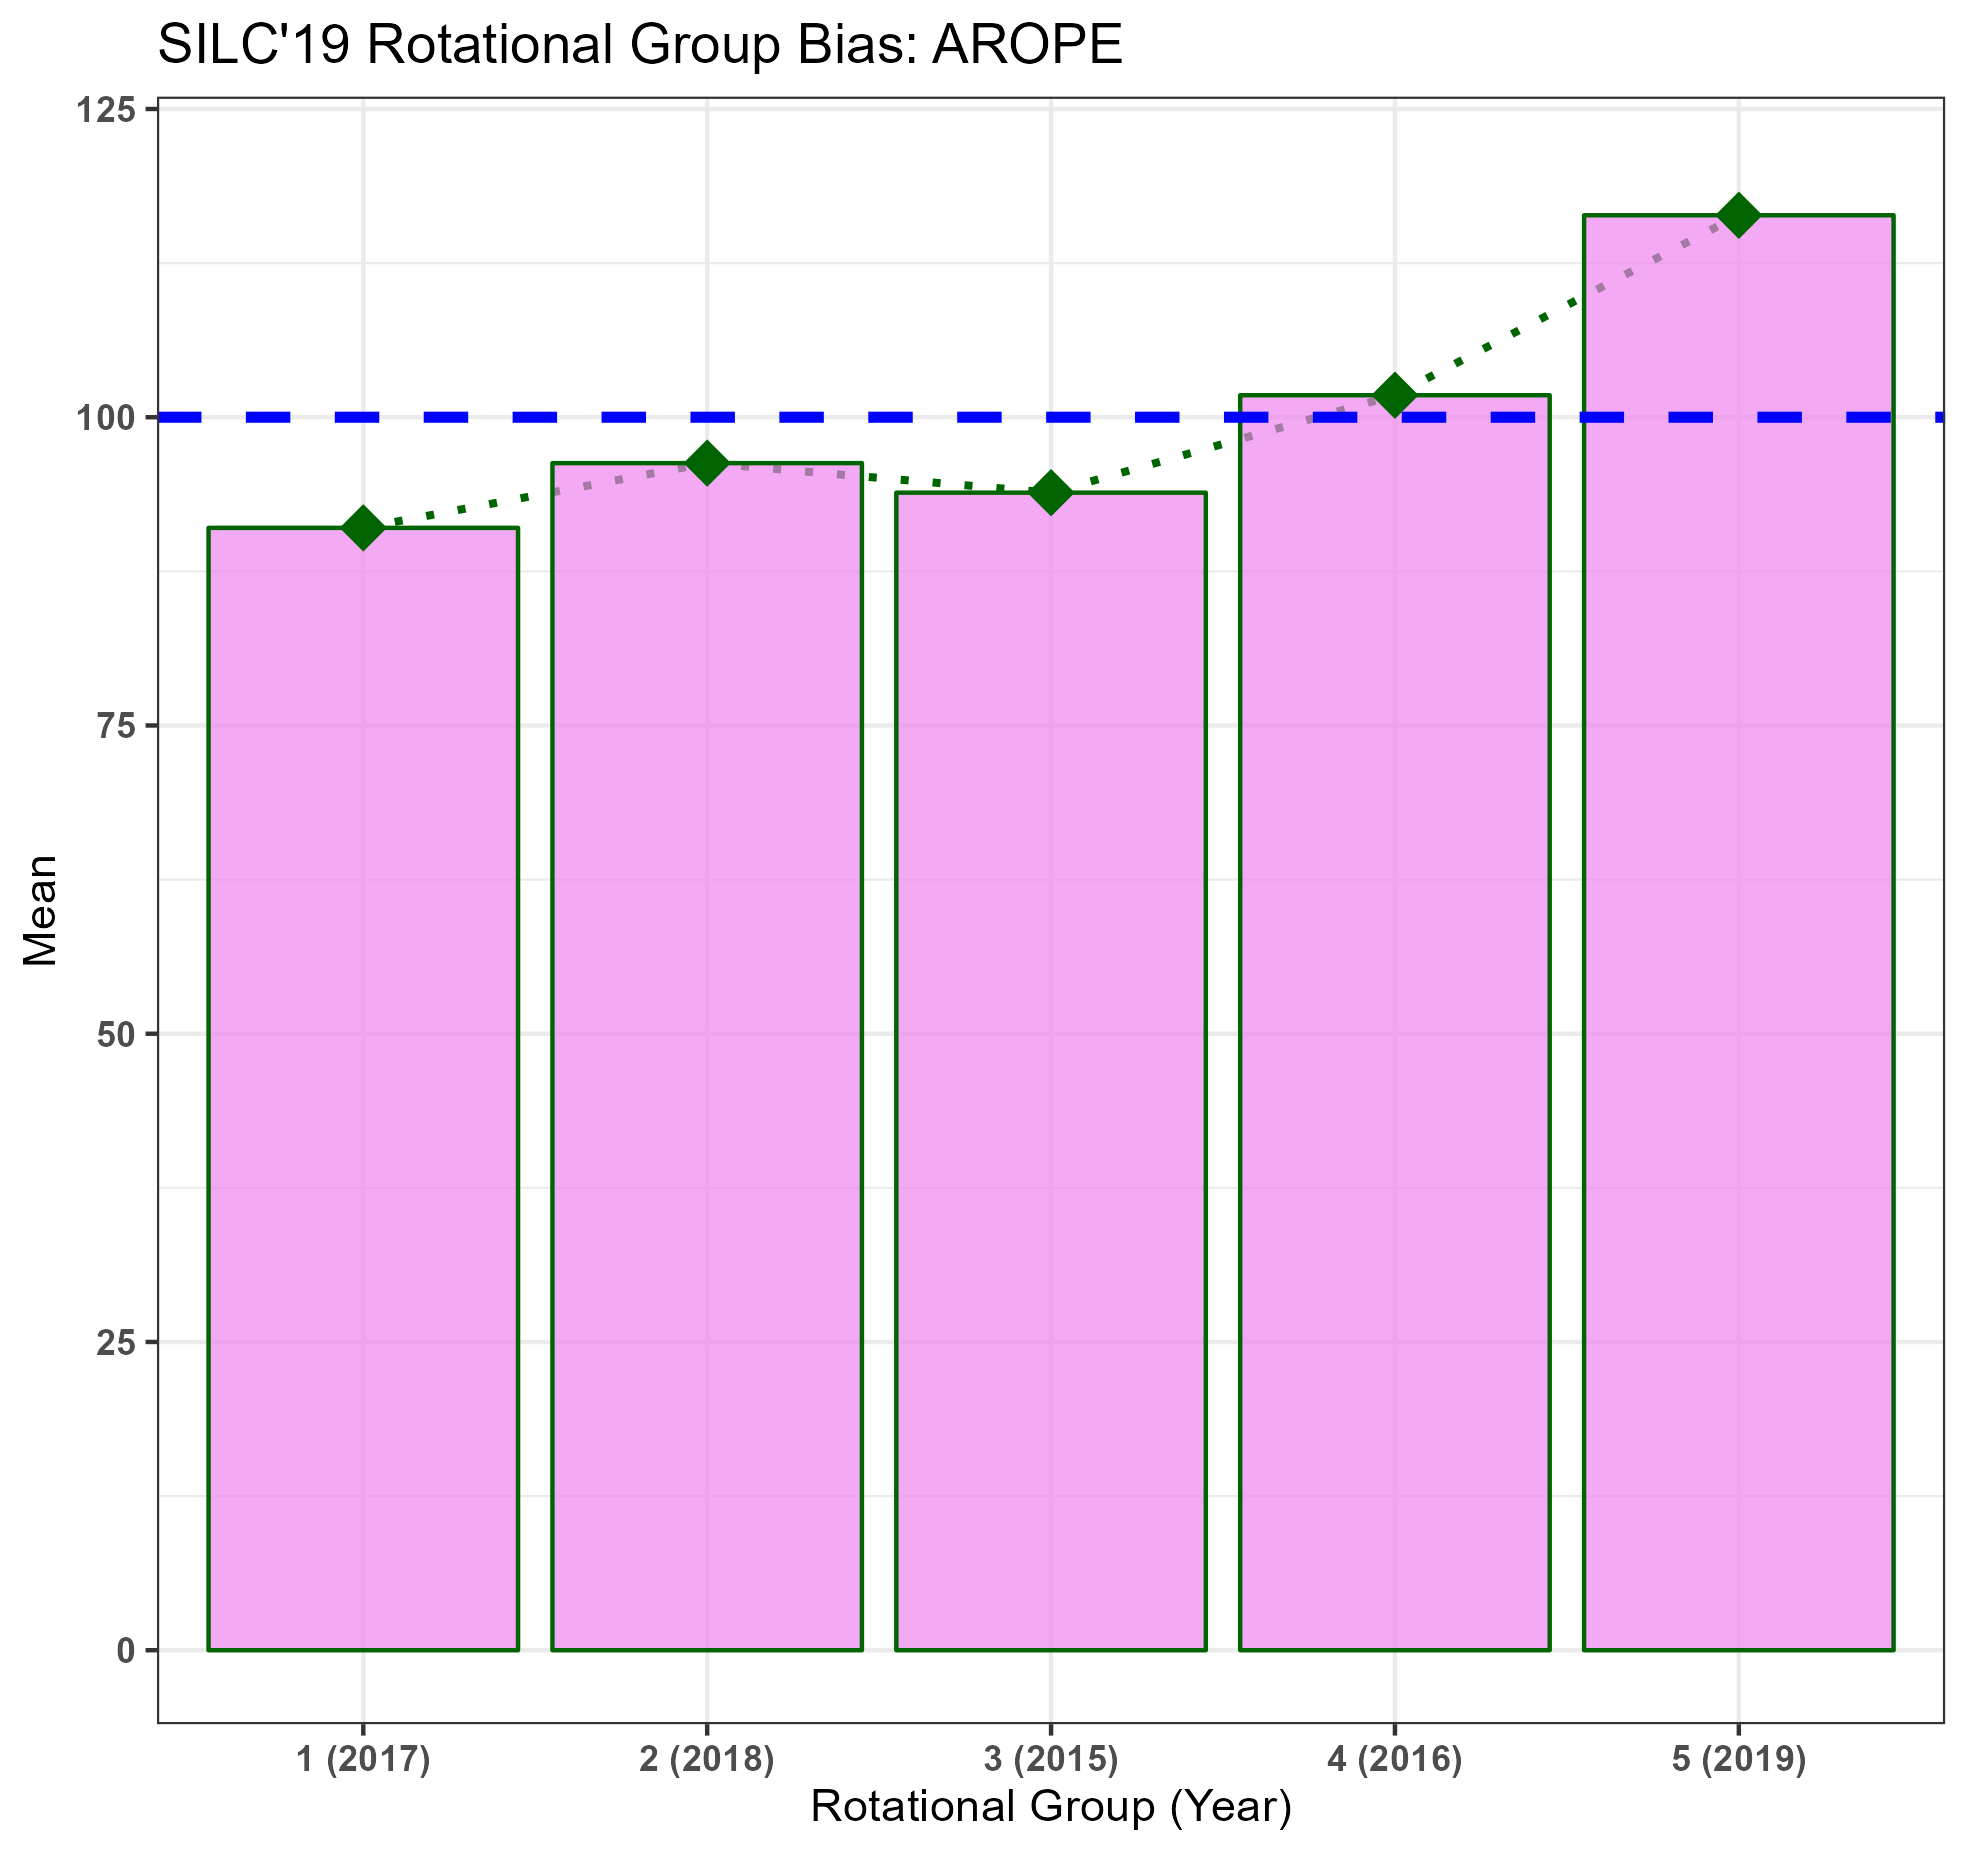 SILC'19 Rotational Group Bias: AROPE
125
100
75
50
25
0
Mean
1 (2017) 2 (2018) 3 (2015) 4 (2016) 5 (2019)
Rotational Group (Year)